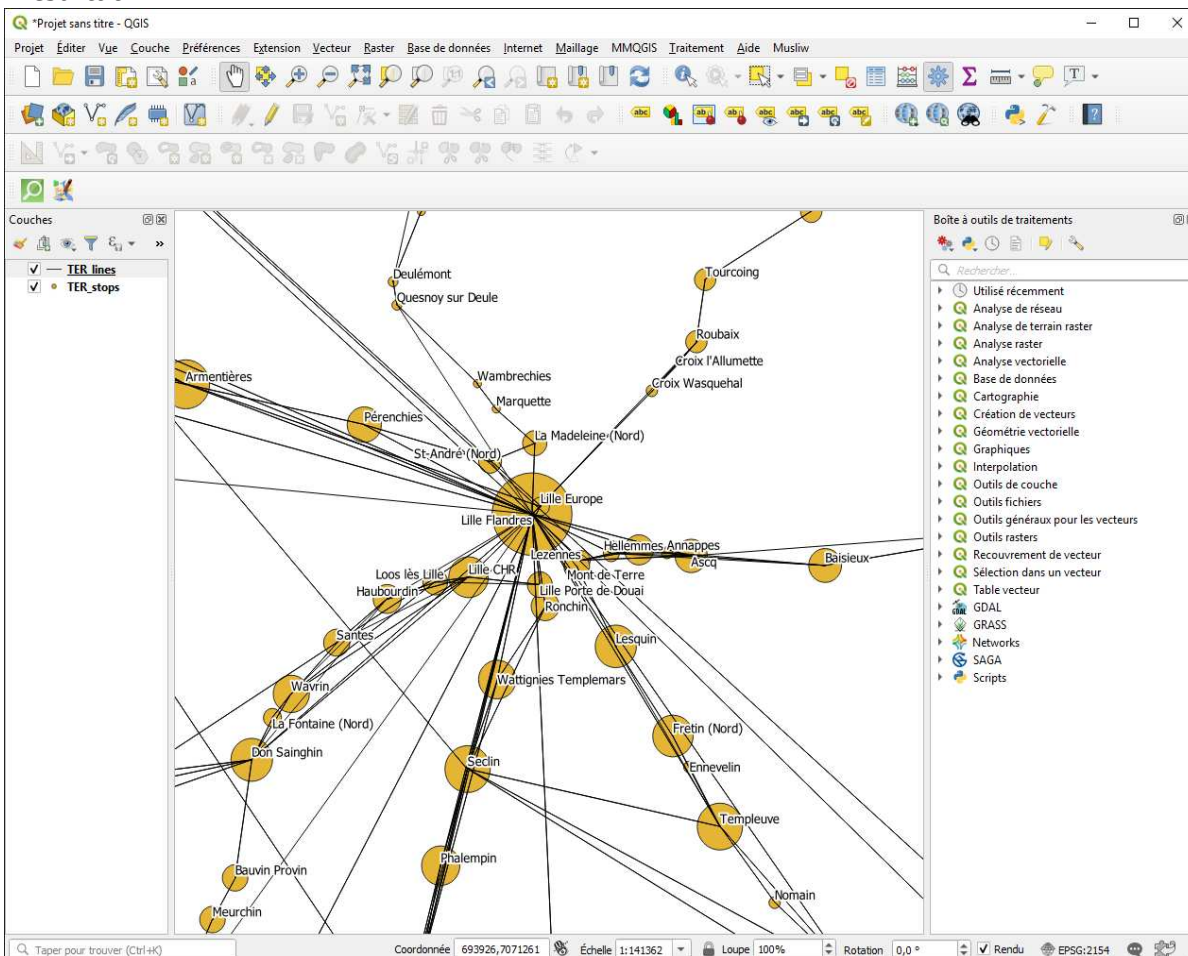 *Projet sans titre - QGIS
Projet Éditer Vue Couche Préférences Extension Vecteur Raster Base de données Internet Maillage MMQGIS Traitement Aide Musliw
Couches
TER_lines
TER_stops
Deulémont
Quesnoy sur Deule
Tourcoing
Roubaix
Croix l'Allumette
Croix Wasquehal
Wambrechies
Marquette
Armentières
Pérenchies
La Madeleine (Nord)
St-André (Nord)
Lille Europe
Lille Flandres
Lezennes
Hellemmes
Annappes
Ascq
Baisieux
Mont de Terre
Loos lès Lille
Lille CHR
Haubourdin
Lille Porte de Douai
Ronchin
Santes
Lesquin
Wavrin
Wattignies Templemars
La Fontaine (Nord)
Fretin (Nord)
Don Sainghin
Seclin
Ennevelin
Templeuve
Phalempin
Bauvin Provin
Nomain
Meurchin
Boîte à outils de traitements
Rechercher...
Utilisé récemment
Analyse de réseau
Analyse de terrain raster
Analyse raster
Analyse vectorielle
Base de données
Cartographie
Création de vecteurs
Géométrie vectorielle
Graphiques
Interpolation
Outils de couche
Outils fichiers
Outils généraux pour les vecteurs
Outils rasters
Recouvrement de vecteur
Sélection dans un vecteur
Table vecteur
GDAL
GRASS
Networks
SAGA
Scripts
Taper pour trouver (Ctrl+K)
Coordonnée 693926,7071261 Échelle 1:141362 Loupe 100% Rotation 0,0 ° Rendu EPSG:2154